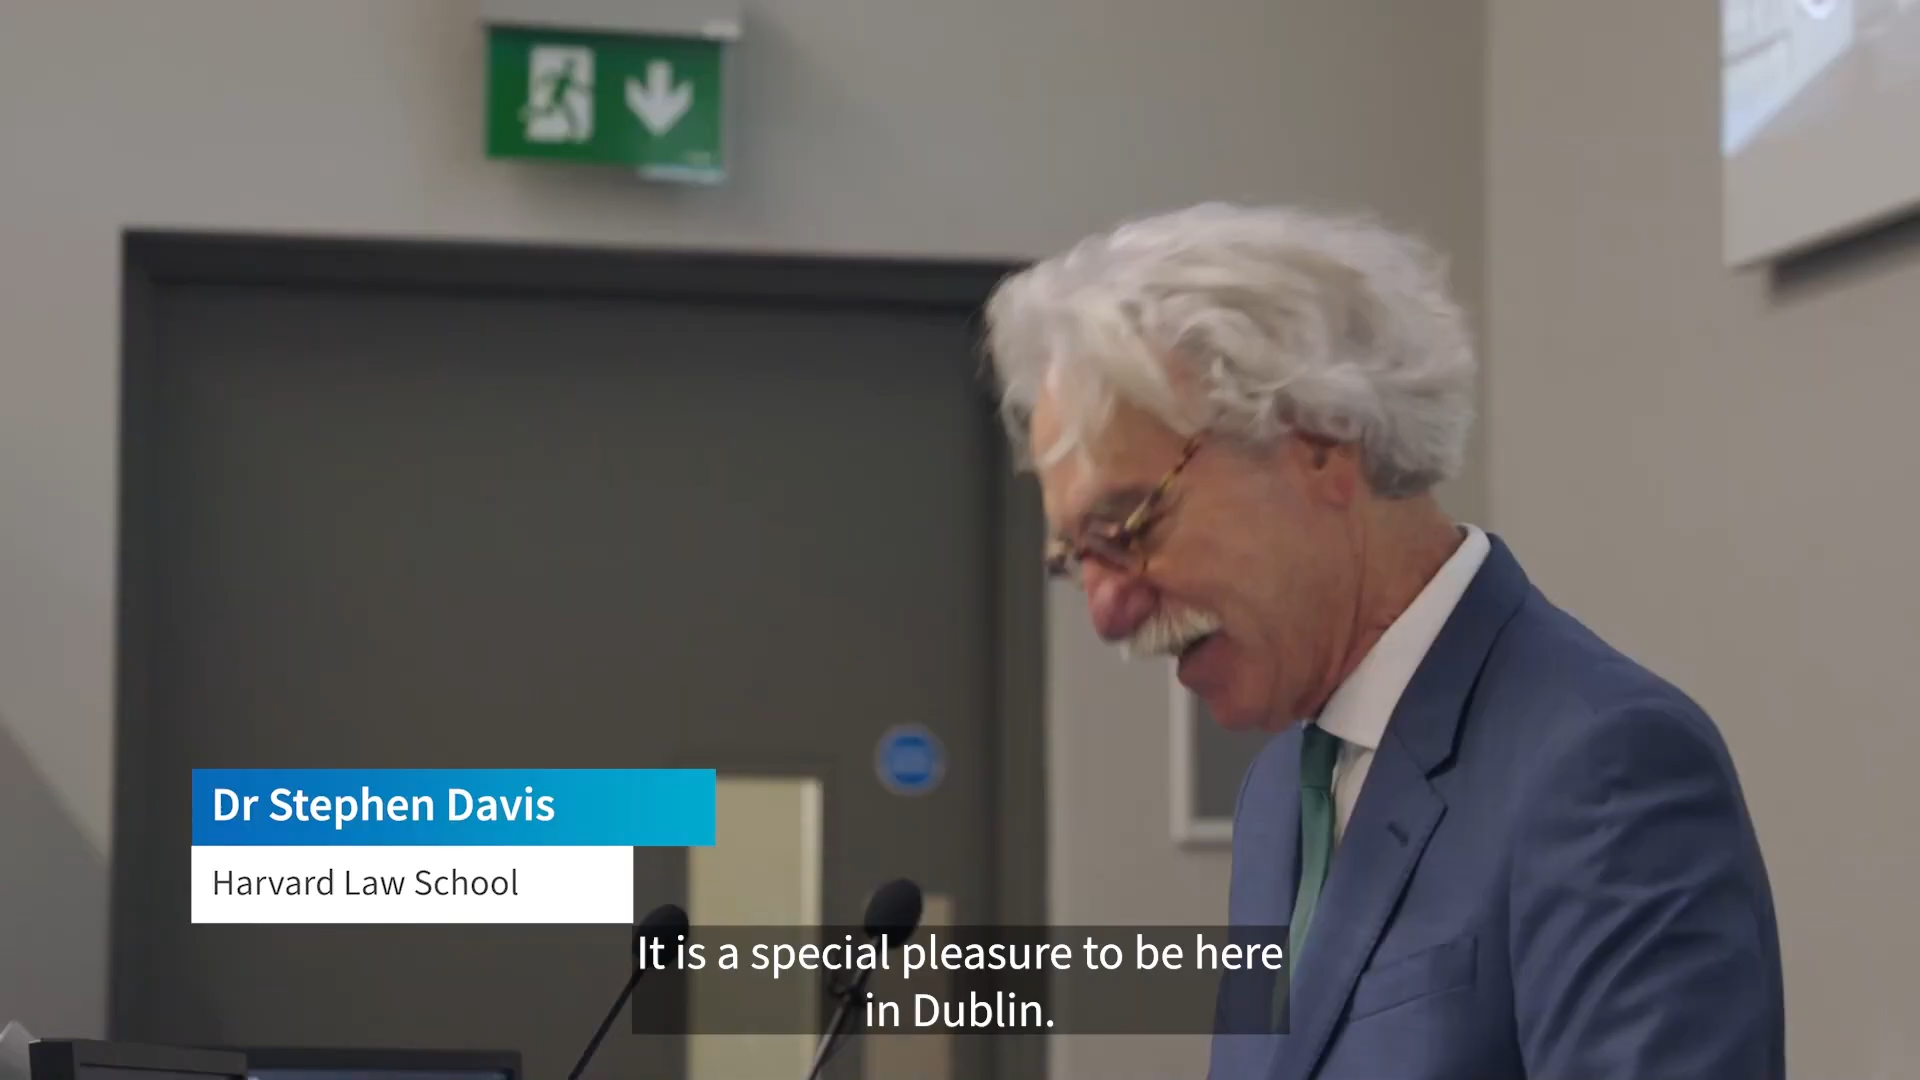 Dr Stephen Davis
Harvard Law School
It is a special pleasure to be here
in Dublin.